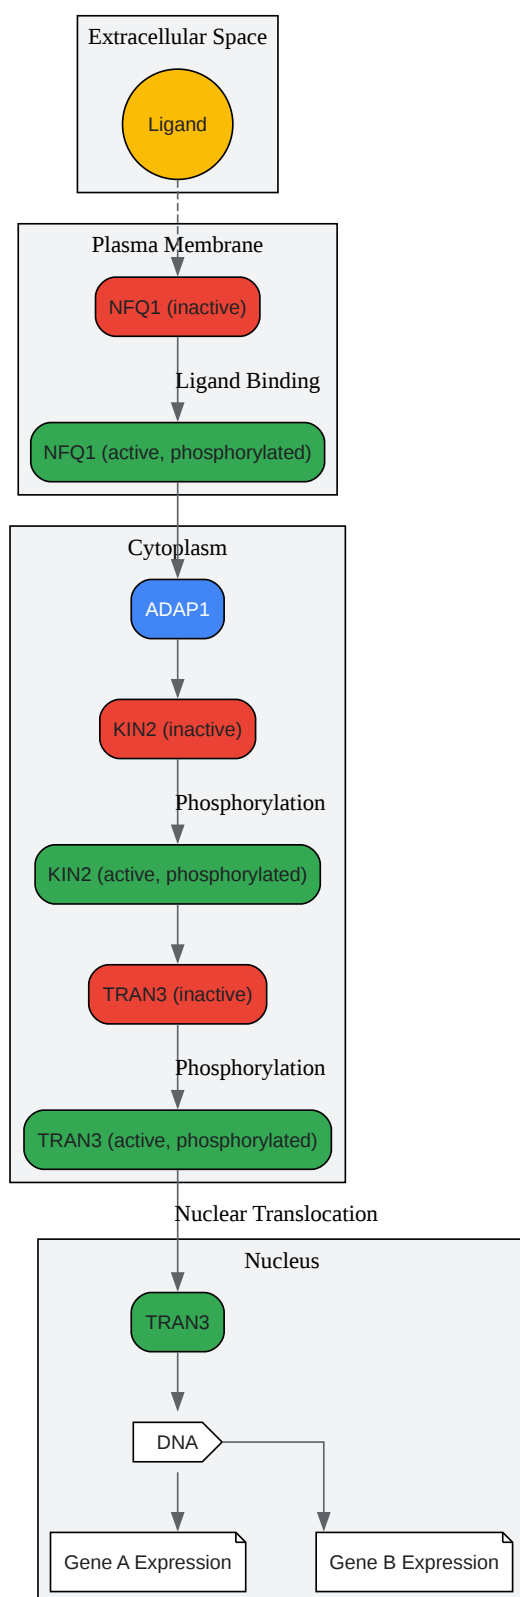 Extracellular Space
Ligand
Plasma Membrane
NFQ1 (inactive)
Ligand Binding
NFQ1 (active, phosphorylated)
Cytoplasm
ADAP1
KIN2 (inactive)
Phosphorylation
KIN2 (active, phosphorylated)
TRAN3 (inactive)
Phosphorylation
TRAN3 (active, phosphorylated)
Nuclear Translocation
Nucleus
TRAN3
DNA
Gene A Expression
Gene B Expression